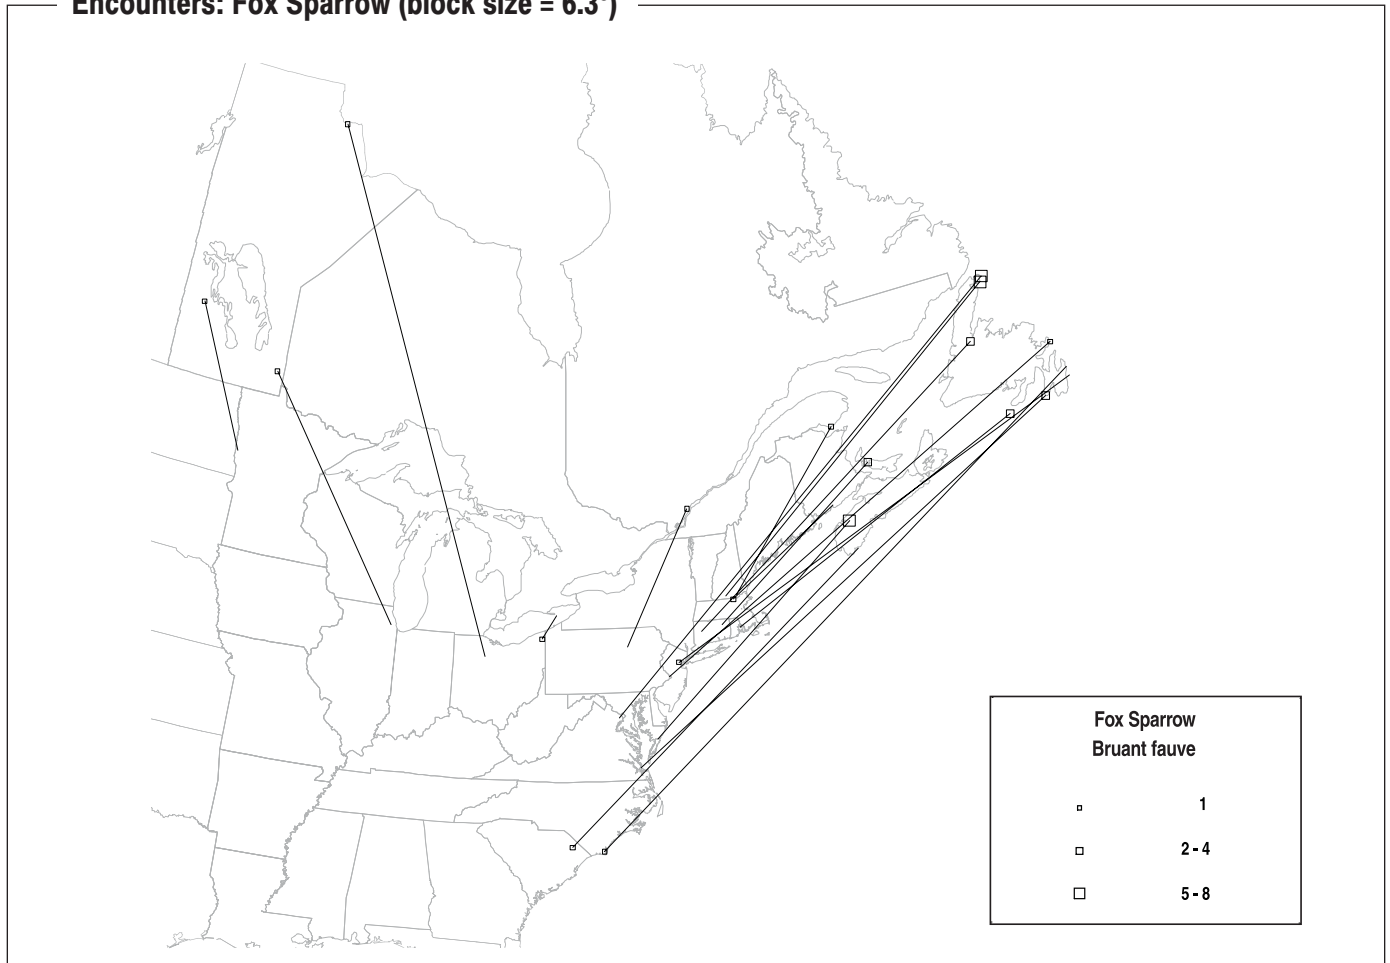 Encounters: Fox Sparrow (block size = 6.3°)
Fox Sparrow
Bruant fauve
1
2 - 4
5 - 8